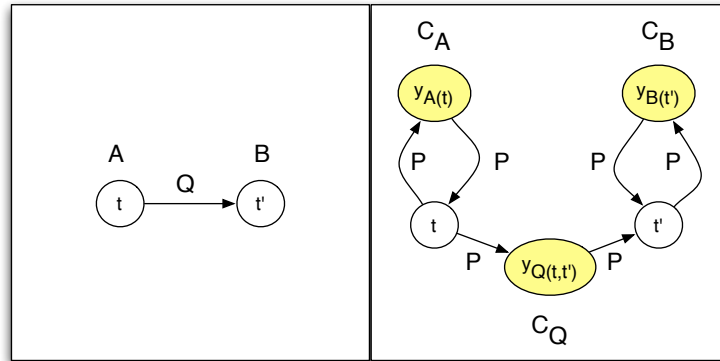 A B
Q
t t'
C_A C_B
y_A(t) y_B(t')
P P P P
t t'
P y_Q(t,t') P
C_Q